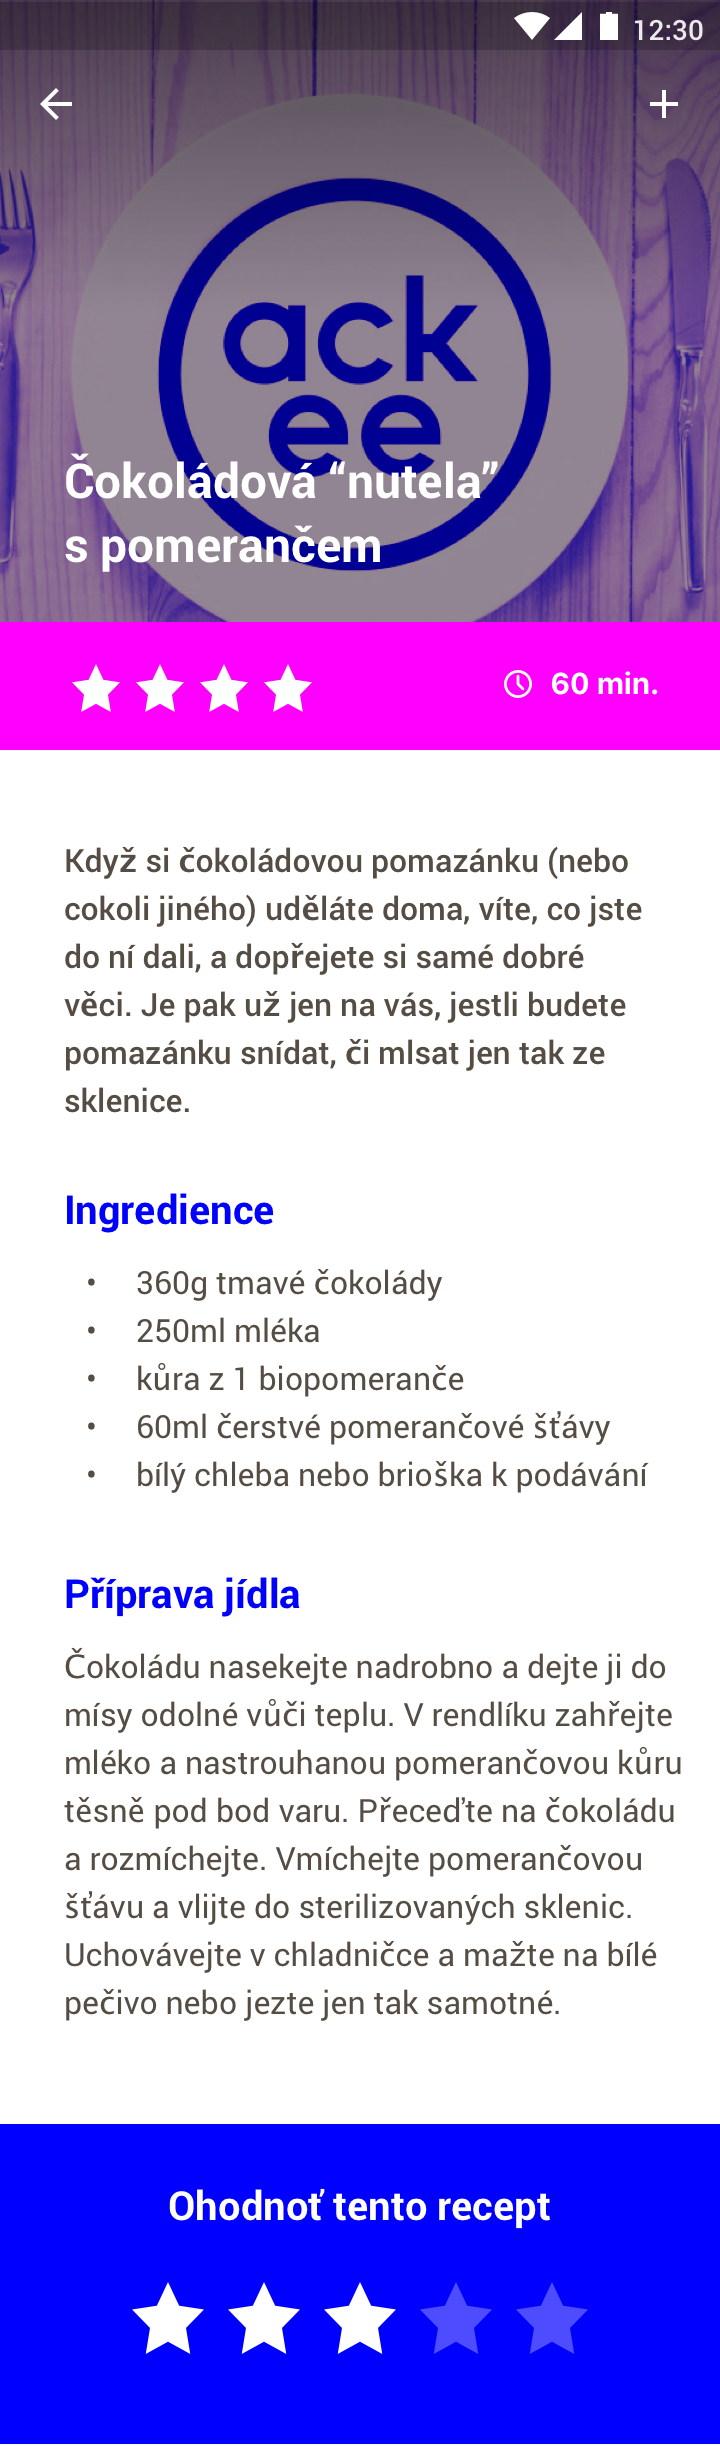 12:30
ack
ee
Čokoládová “nutela”
s pomerančem
60 min.
Když si čokoládovou pomazánku (nebo
cokoli jiného) uděláte doma, víte, co jste
do ní dali, a dopřejete si samé dobré
věci. Je pak už jen na vás, jestli budete
pomazánku snídat, či mlsat jen tak ze
sklenice.
Ingredience
• 360g tmavé čokolády
• 250ml mléka
• kůra z 1 biopomeranče
• 60ml čerstvé pomerančové šťávy
• bílý chleba nebo brioška k podávání
Příprava jídla
Čokoládu nasekejte nadrobno a dejte ji do
mísy odolné vůči teplu. V rendlíku zahřejte
mléko a nastrouhanou pomerančovou kůru
těsně pod bod varu. Přeceďte na čokoládu
a rozmíchejte. Vmíchejte pomerančovou
šťávu a vlijte do sterilizovaných sklenic.
Uchovávejte v chladničce a mažte na bílé
pečivo nebo jezte jen tak samotné.
Ohodnoť tento recept